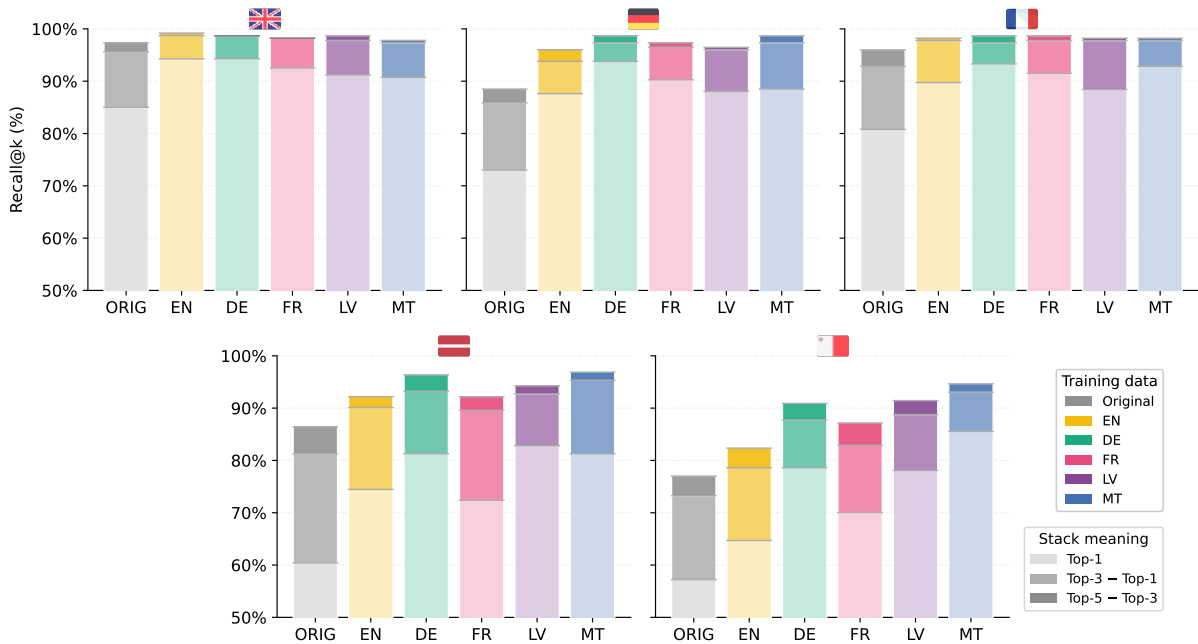 Recall@k (%)
100%
90%
80%
70%
60%
50%
ORIG EN DE FR LV MT
ORIG EN DE FR LV MT
ORIG EN DE FR LV MT
100%
90%
80%
70%
60%
50%
ORIG EN DE FR LV MT
ORIG EN DE FR LV MT
Training data
Original
EN
DE
FR
LV
MT
Stack meaning
Top-1
Top-3 − Top-1
Top-5 − Top-3